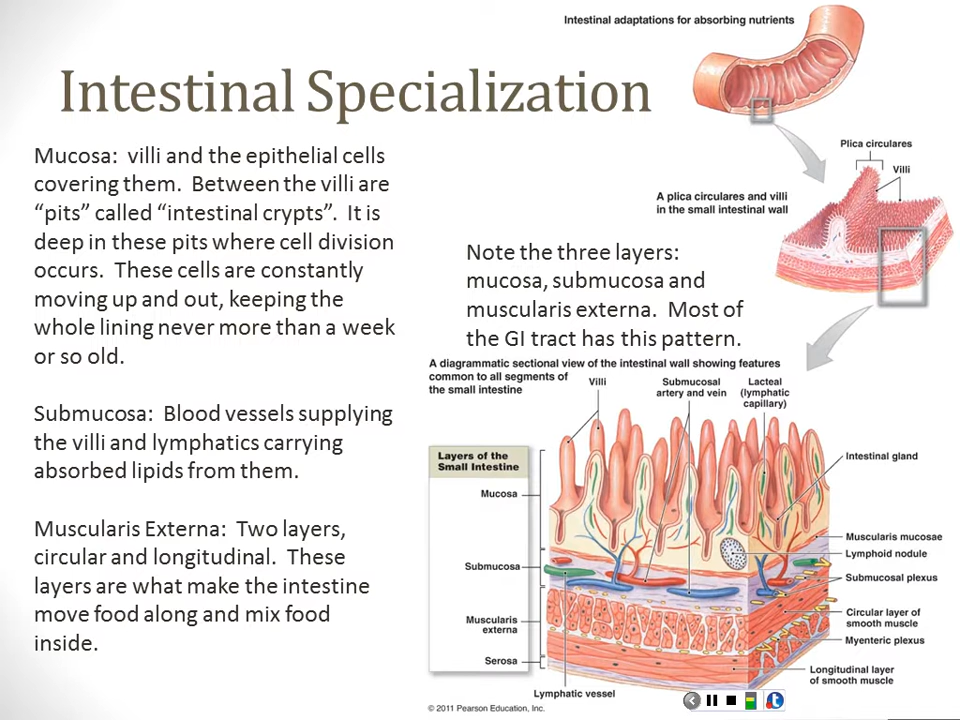 Intestinal adaptations for absorbing nutrients
Intestinal Specialization
Mucosa:  villi and the epithelial cells
covering them.  Between the villi are
“pits” called “intestinal crypts”.  It is
deep in these pits where cell division
occurs.  These cells are constantly
moving up and out, keeping the
whole lining never more than a week
or so old.
Submucosa:  Blood vessels supplying
the villi and lymphatics carrying
absorbed lipids from them.
Muscularis Externa:  Two layers,
circular and longitudinal.  These
layers are what make the intestine
move food along and mix food
inside.
Plica circulares
Villi
A plica circulares and villi
in the small intestinal wall
Note the three layers:
mucosa, submucosa and
muscularis externa.  Most of
the GI tract has this pattern.
A diagrammatic sectional view of the intestinal wall showing features
common to all segments of
the small intestine
Villi
Submucosal
artery and vein
Lacteal
(lymphatic
capillary)
Layers of the
Small Intestine
Mucosa
Submucosa
Muscularis
externa
Serosa
Intestinal gland
Muscularis mucosae
Lymphoid nodule
Submucosal plexus
Circular layer of
smooth muscle
Myenteric plexus
Longitudinal layer
of smooth muscle
Lymphatic vessel
© 2011 Pearson Education, Inc.